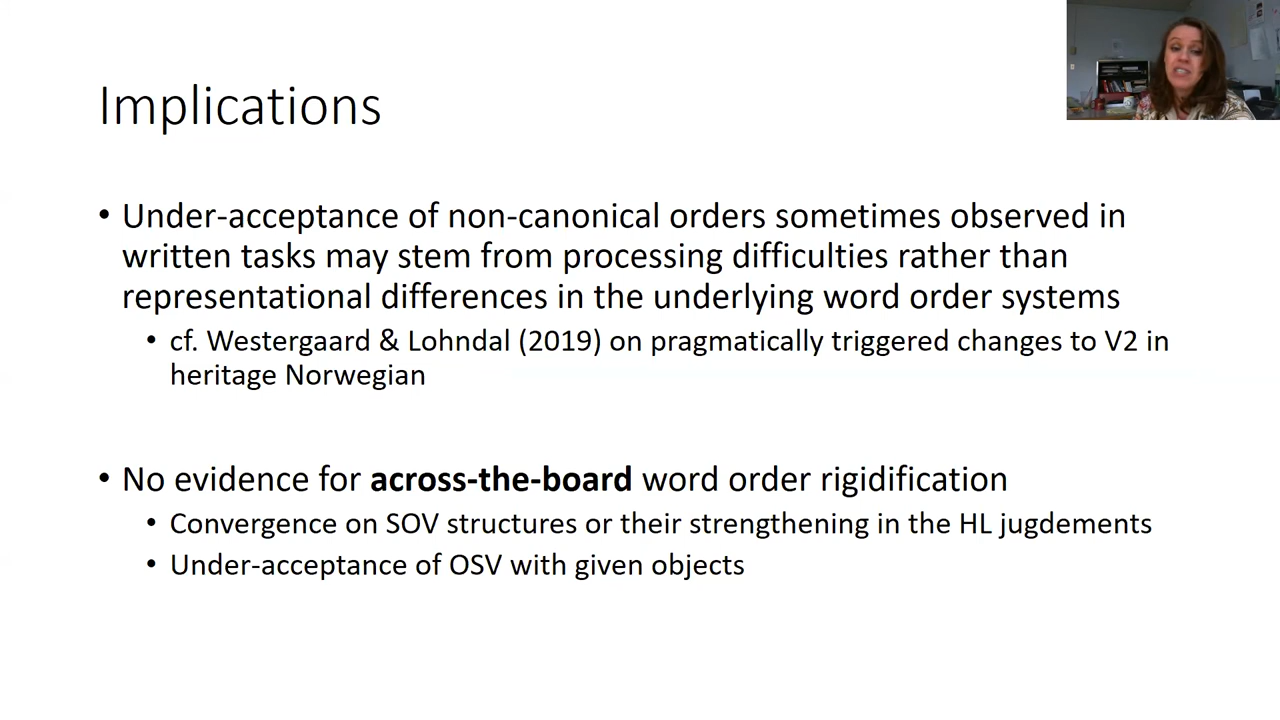 Implications
• Under-acceptance of non-canonical orders sometimes observed in
written tasks may stem from processing difficulties rather than
representational differences in the underlying word order systems
• cf. Westergaard & Lohndal (2019) on pragmatically triggered changes to V2 in
heritage Norwegian
• No evidence for across-the-board word order rigidification
• Convergence on SOV structures or their strengthening in the HL jugdements
• Under-acceptance of OSV with given objects